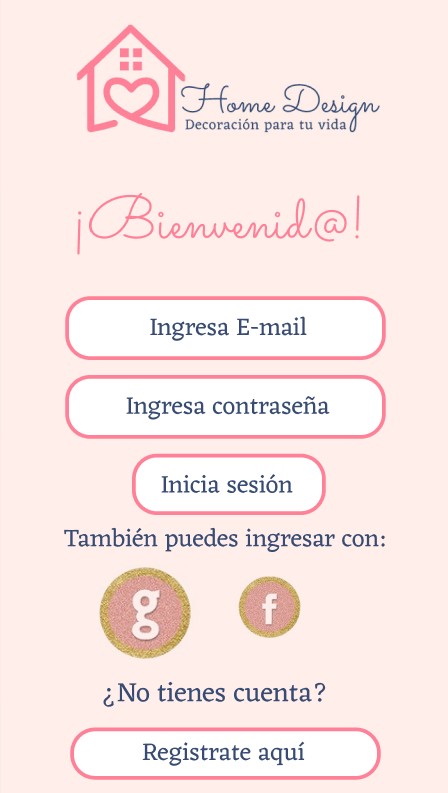 Home Design
Decoración para tu vida
¡Bienvenid@!
Ingresa E-mail
Ingresa contraseña
Inicia sesión
También puedes ingresar con:
g f
¿No tienes cuenta?
Registrate aquí